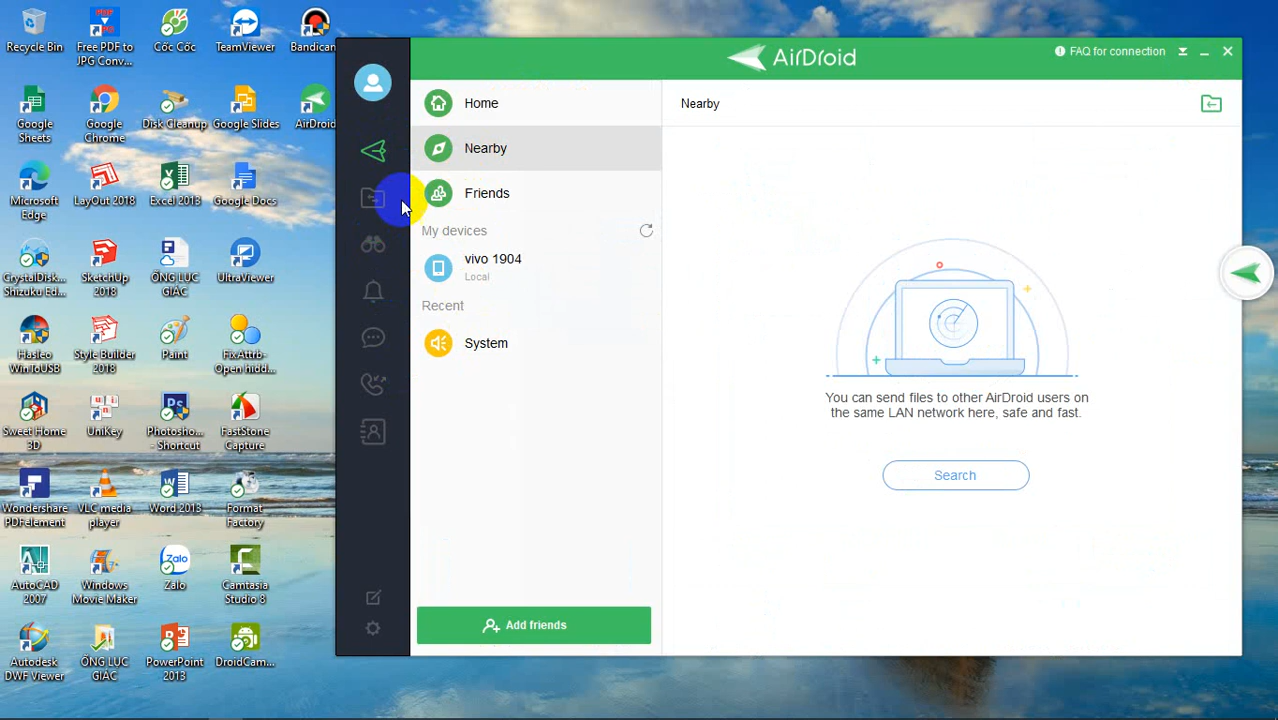 Recycle Bin
Free PDF to
JPG Conv...
Cốc Cốc
TeamViewer
Bandican
Google
Sheets
Google
Chrome
Disk Cleanup
Google Slides
AirDroid
Microsoft
Edge
LayOut 2018
Excel 2013
Google Docs
CrystalDisk...
Shizuku Ed...
SketchUp
2018
ỐNG LỤC
GIÁC
UltraViewer
Hasleo
WinToUSB
Style Builder
2018
Paint
FixAttrb-
Open hidd...
Sweet Home
3D
UniKey
Photosho...
- Shortcut
FastStone
Capture
Wondershare
PDFelement
VLC media
player
Word 2013
Format
Factory
AutoCAD
2007
Windows
Movie Maker
Zalo
Zalo
Camtasia
Studio 8
Autodesk
DWF Viewer
ỐNG LỤC
GIÁC
PowerPoint
2013
DroidCam...
AirDroid
FAQ for connection
Home
Nearby
Friends
My devices
vivo 1904
Local
Recent
System
Add friends
Nearby
You can send files to other AirDroid users on
the same LAN network here, safe and fast.
Search